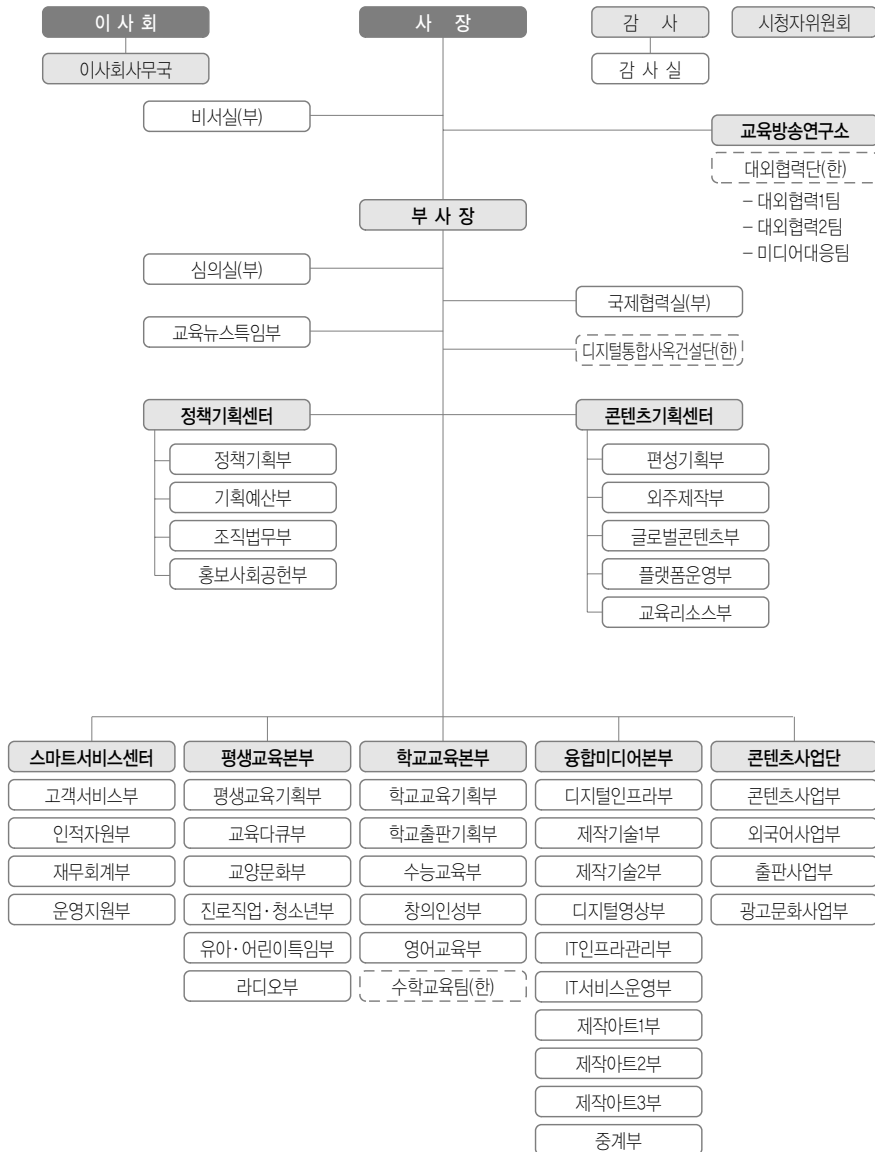 이 사 회
사 장
감 사
시청자위원회
이사회사무국
감 사 실
비서실(부)
교육방송연구소
대외협력단(한)
– 대외협력1팀
– 대외협력2팀
– 미디어대응팀
부 사 장
심의실(부)
국제협력실(부)
교육뉴스특임부
디지털통합사옥건설단(한)
정책기획센터
정책기획부
기획예산부
조직법무부
홍보사회공헌부
콘텐츠기획센터
편성기획부
외주제작부
글로벌콘텐츠부
플랫폼운영부
교육리소스부
스마트서비스센터
고객서비스부
인적자원부
재무회계부
운영지원부
평생교육본부
평생교육기획부
교육다큐부
교양문화부
진로직업·청소년부
유아·어린이특임부
라디오부
학교교육본부
학교교육기획부
학교출판기획부
수능교육부
창의인성부
영어교육부
수학교육팀(한)
융합미디어본부
디지털인프라부
제작기술1부
제작기술2부
디지털영상부
IT인프라관리부
IT서비스운영부
제작아트1부
제작아트2부
제작아트3부
중계부
콘텐츠사업단
콘텐츠사업부
외국어사업부
출판사업부
광고문화사업부